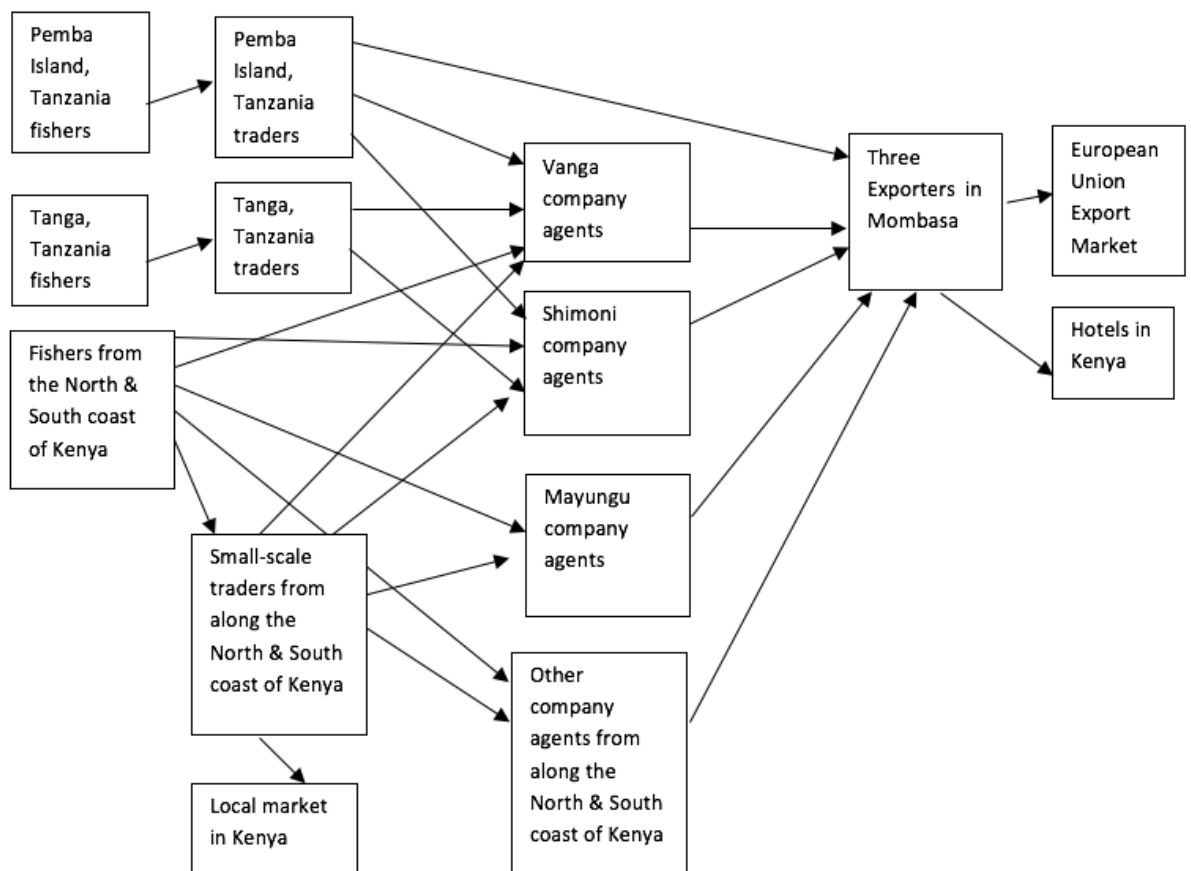 Pemba
Island,
Tanzania
fishers
Pemba
Island,
Tanzania
traders
Tanga,
Tanzania
fishers
Tanga,
Tanzania
traders
Fishers from
the North &
South coast
of Kenya
Small-scale
traders from
along the
North & South
coast of Kenya
Local market
in Kenya
Vanga
company
agents
Shimoni
company
agents
Mayungu
company
agents
Other
company
agents from
along the
North & South
coast of Kenya
Three
Exporters in
Mombasa
European
Union
Export
Market
Hotels in
Kenya